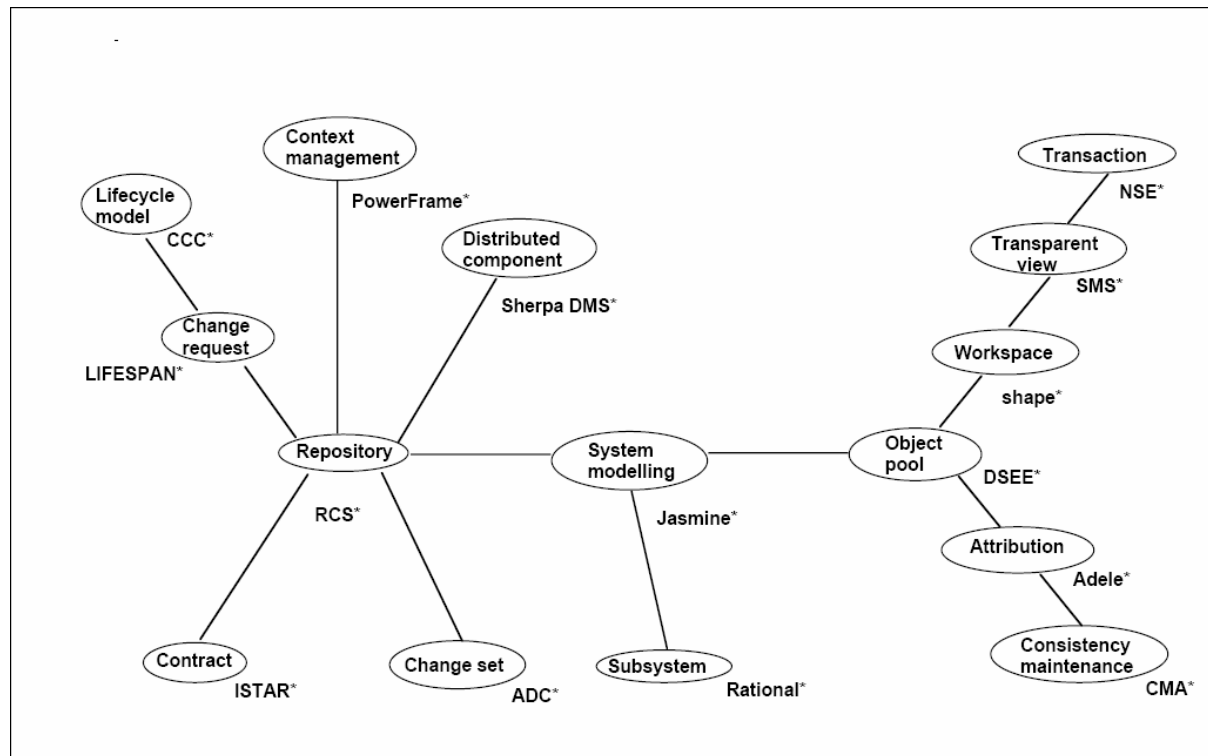 -
Context
management
Transaction
Lifecycle
model
PowerFrame*
NSE*
CCC*
Distributed
component
Transparent
view
SMS*
Sherpa DMS*
Change
request
Workspace
LIFESPAN*
shape*
Repository
System
modelling
Object
pool
DSEE*
RCS*
Jasmine*
Attribution
Adele*
Contract
Change set
Subsystem
Consistency
maintenance
ISTAR*
ADC*
Rational*
CMA*